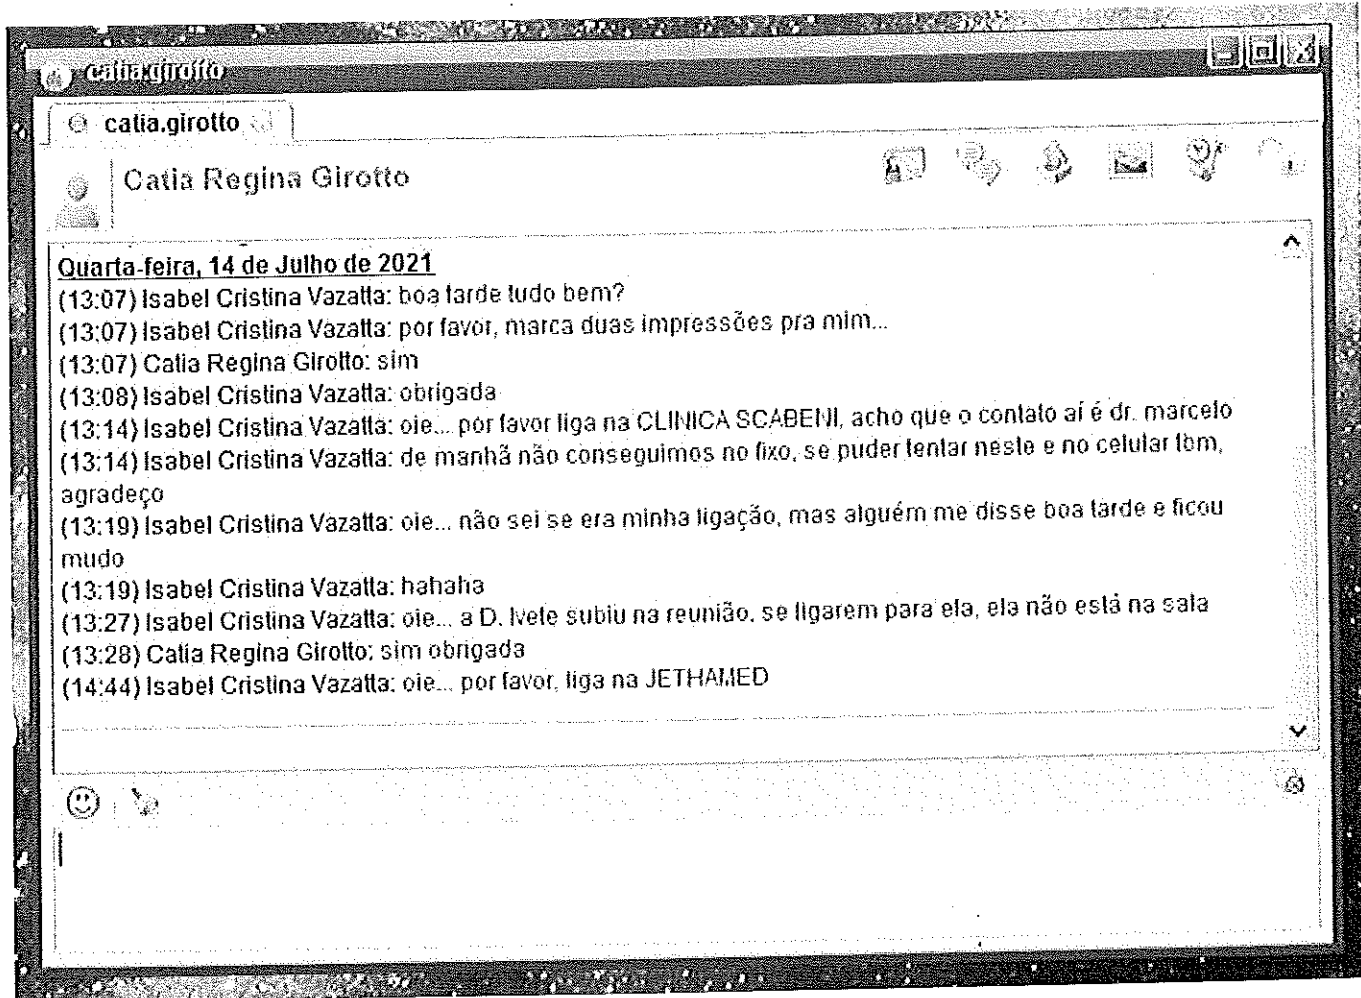 catia.girotto
catia.girotto
Catia Regina Girotto
Quarta-feira, 14 de Julho de 2021
(13:07) Isabel Cristina Vazatta: boa tarde tudo bem?
(13:07) Isabel Cristina Vazatta: por favor, marca duas impressões pra mim...
(13:07) Catia Regina Girotto: sim
(13:08) Isabel Cristina Vazatta: obrigada
(13:14) Isabel Cristina Vazatta: oie... por favor liga na CLINICA SCABENI, acho que o contato aí é dr. marcelo
(13:14) Isabel Cristina Vazatta: de manhã não conseguimos no fixo, se puder tentar neste e no celular tbm,
agradeço
(13:19) Isabel Cristina Vazatta: oie... não sei se era minha ligação, mas alguém me disse boa tarde e ficou
mudo
(13:19) Isabel Cristina Vazatta: hahaha
(13:27) Isabel Cristina Vazatta: oie... a D. Ivete subiu na reunião, se ligarem para ela, ela não está na sala
(13:28) Catia Regina Girotto: sim obrigada
(14:44) Isabel Cristina Vazatta: oie... por favor, liga na JETHAMED